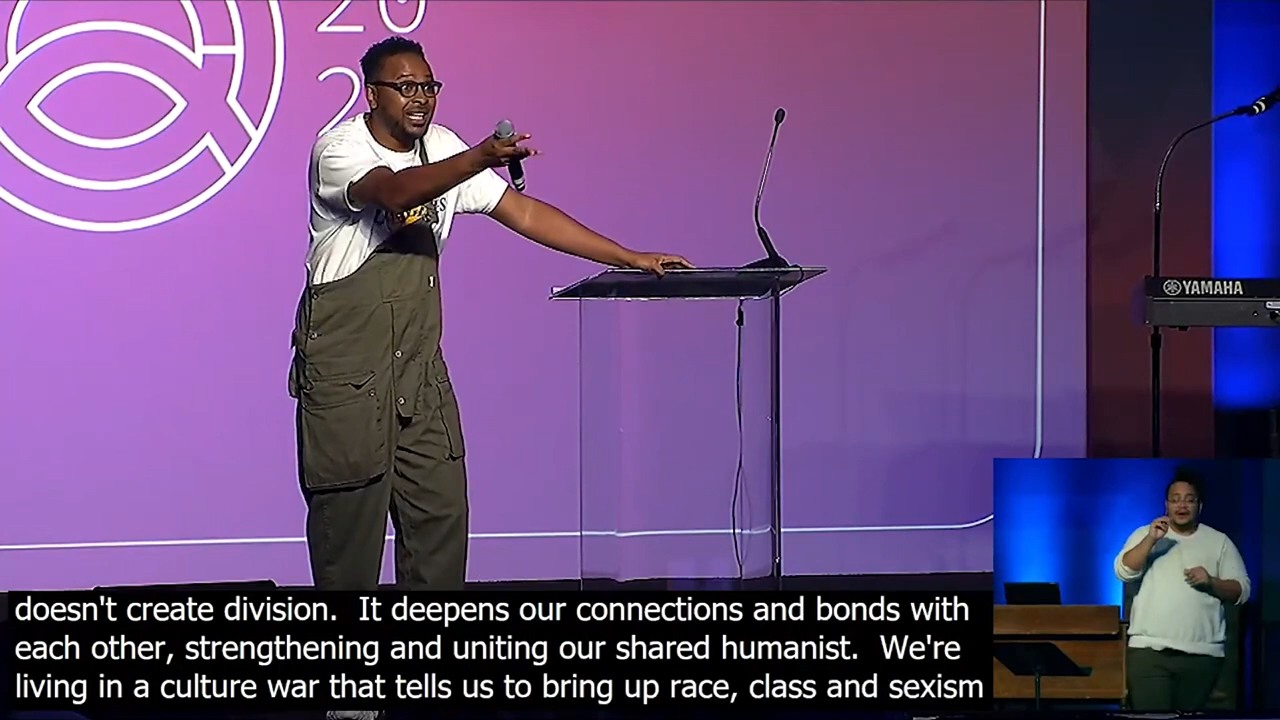 20
2
YAMAHA
doesn't create division.  It deepens our connections and bonds with
each other, strengthening and uniting our shared humanist.  We're
living in a culture war that tells us to bring up race, class and sexism